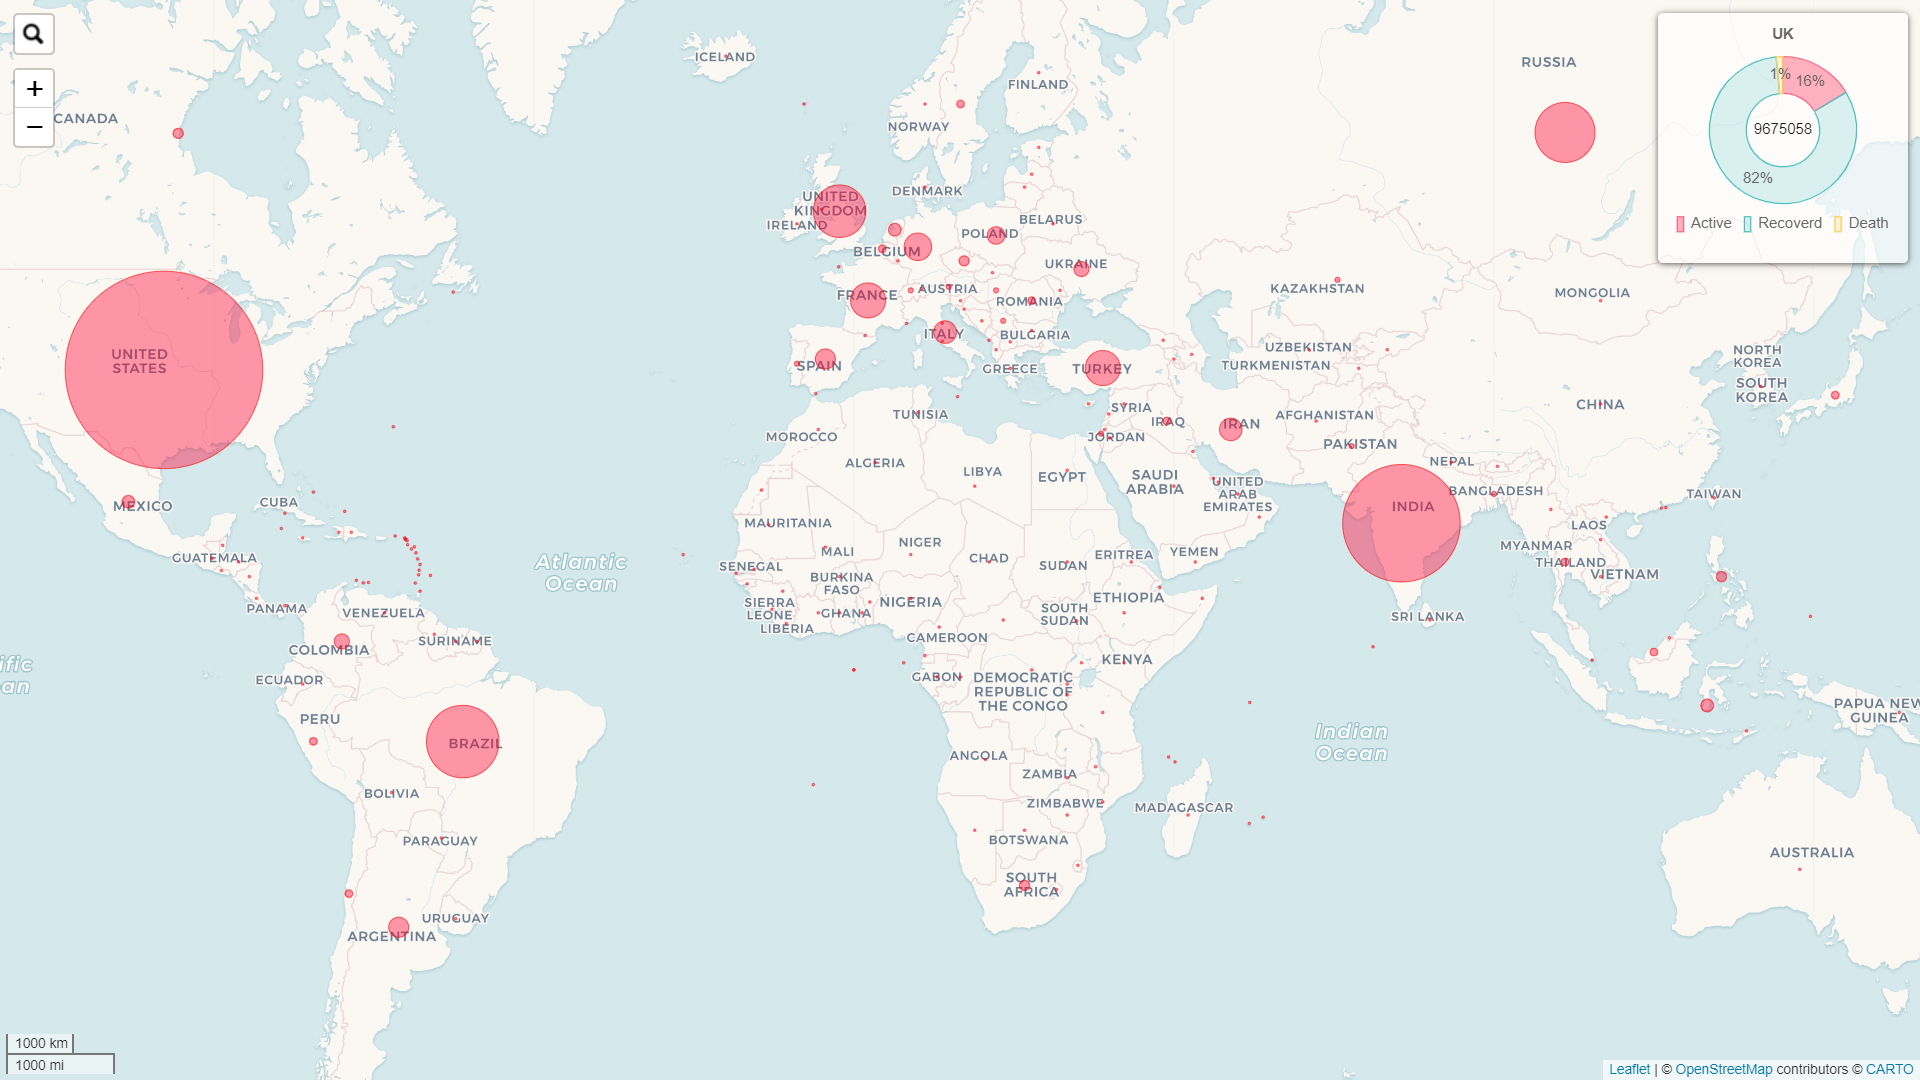 +
−
UK
1%
16%
9675058
82%
Active
Recoverd
Death
ICELAND
RUSSIA
FINLAND
CANADA
NORWAY
DENMARK
UNITED
KINGDOM
IRELAND
BELARUS
POLAND
BELGIUM
UKRAINE
FRANCE
AUSTRIA
ROMANIA
KAZAKHSTAN
MONGOLIA
ITALY
BULGARIA
UNITED
STATES
SPAIN
GREECE
TURKEY
UZBEKISTAN
TURKMENISTAN
NORTH
KOREA
SOUTH
KOREA
TUNISIA
SYRIA
IRAQ
IRAN
AFGHANISTAN
CHINA
MOROCCO
JORDAN
PAKISTAN
ALGERIA
LIBYA
EGYPT
SAUDI
ARABIA
NEPAL
UNITED
ARAB
EMIRATES
BANGLADESH
TAIWAN
MEXICO
CUBA
INDIA
MAURITANIA
LAOS
GUATEMALA
Atlantic
Ocean
MALI
NIGER
CHAD
SUDAN
ERITREA
YEMEN
MYANMAR
THAILAND
VIETNAM
SENEGAL
BURKINA
FASO
PANAMA
VENEZUELA
SIERRA
LEONE
LIBERIA
GHANA
NIGERIA
SOUTH
SUDAN
ETHIOPIA
SRI LANKA
COLOMBIA
SURINAME
CAMEROON
KENYA
ific
an
ECUADOR
GABON
DEMOCRATIC
REPUBLIC OF
THE CONGO
PERU
BRAZIL
Indian
Ocean
PAPUA NEW
GUINEA
ANGOLA
ZAMBIA
BOLIVIA
ZIMBABWE
MADAGASCAR
PARAGUAY
BOTSWANA
AUSTRALIA
SOUTH
AFRICA
URUGUAY
ARGENTINA
1000 km
1000 mi
Leaflet | © OpenStreetMap contributors © CARTO